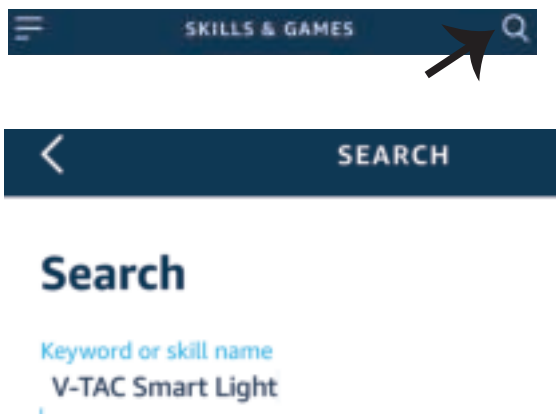 SKILLS & GAMES
SEARCH
Search
Keyword or skill name
V-TAC Smart Light